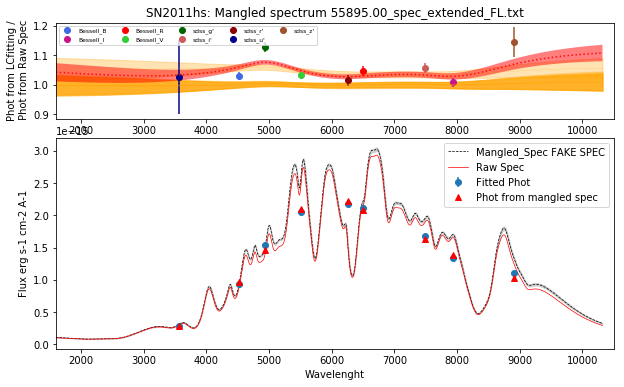 SN2011hs: Mangled spectrum 55895.00_spec_extended_FL.txt
Phot from LCfitting /
Phot from Raw Spec
1.2
1.1
1.0
0.9
Bessell_B Bessell_R sdss_g' sdss_r' sdss_z'
Bessell_I Bessell_V sdss_i' sdss_u'
2000 3000 4000 5000 6000 7000 8000 9000 10000
1e−15
Flux erg s-1 cm-2 A-1
3.0
2.5
2.0
1.5
1.0
0.5
0.0
Mangled_Spec FAKE SPEC
Raw Spec
Fitted Phot
Phot from mangled spec
2000 3000 4000 5000 6000 7000 8000 9000 10000
Wavelenght